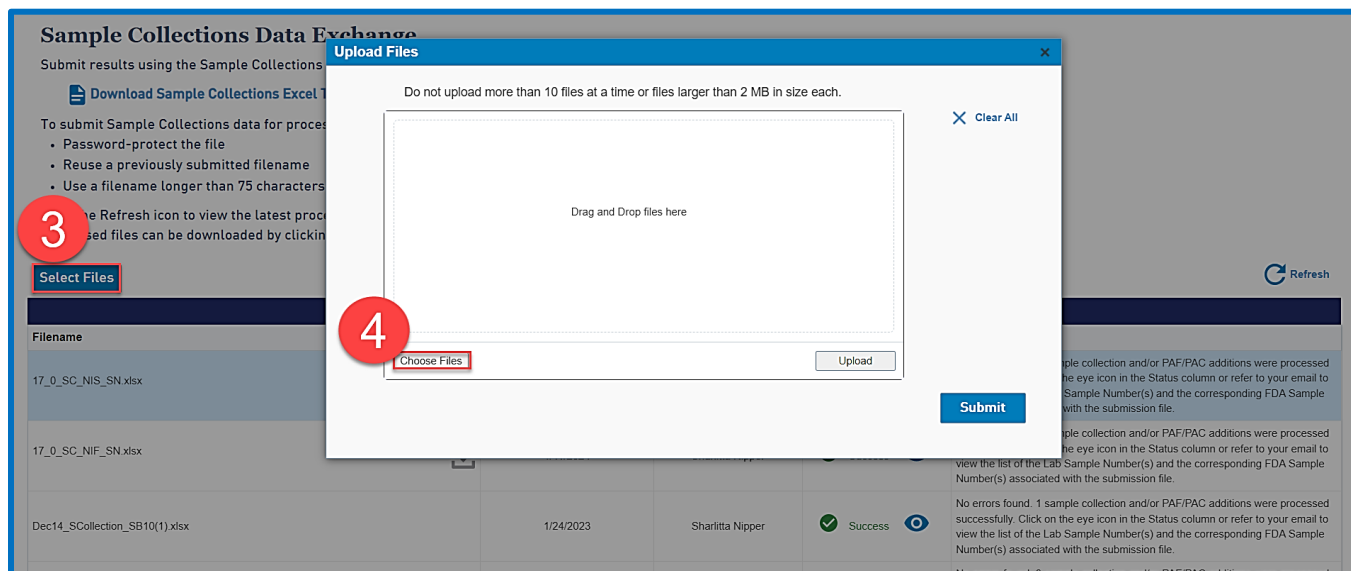 Sample Collections Data Exchange
Submit results using the Sample Collections
Download Sample Collections Excel
To submit Sample Collections data for
Password-protect the file
Reuse a previously submitted filename
Use a filename longer than 75 characters
Refresh icon to view the latest
files can be downloaded by
3
Select Files
Refresh
Upload Files
×
Do not upload more than 10 files at a time or files larger than 2 MB in size each.
Clear All
Drag and Drop files here
4
Choose Files
Upload
Submit
Filename
17_0_SC_NIS_SN.xlsx
collection and/or PAF/PAC additions were processed
eye icon in the Status column or refer to your email to
Sample Number(s) and the corresponding FDA Sample
with the submission file.
17_0_SC_NIF_SN.xlsx
collection and/or PAF/PAC additions were processed
eye icon in the Status column or refer to your email to
view the list of the Lab Sample Number(s) and the corresponding FDA Sample
Number(s) associated with the submission file.
Dec14_SCollection_SB10(1).xlsx
1/24/2023
Sharlitta Nipper
Success
No errors found. 1 sample collection and/or PAF/PAC additions were processed
successfully. Click on the eye icon in the Status column or refer to your email to
view the list of the Lab Sample Number(s) and the corresponding FDA Sample
Number(s) associated with the submission file.